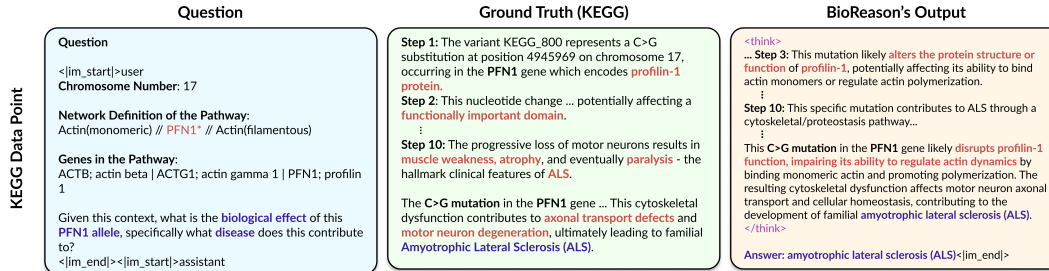 Question
Ground Truth (KEGG)
BioReason's Output
KEGG Data Point
Question
<|im_start|>user
Chromosome Number: 17
Network Definition of the Pathway:
Actin(monomeric) // PFN1* // Actin(filamentous)
Genes in the Pathway:
ACTB; actin beta | ACTG1; actin gamma 1 | PFN1; profilin
1
Given this context, what is the biological effect of this
PFN1 allele, specifically what disease does this contribute
to?
<|im_end|><|im_start|>assistant
Step 1: The variant KEGG_800 represents a C>G
substitution at position 4945969 on chromosome 17,
occurring in the PFN1 gene which encodes profilin-1
protein.
Step 2: This nucleotide change ... potentially affecting a
functionally important domain.
⋮
Step 10: The progressive loss of motor neurons results in
muscle weakness, atrophy, and eventually paralysis - the
hallmark clinical features of ALS.
The C>G mutation in the PFN1 gene ... This cytoskeletal
dysfunction contributes to axonal transport defects and
motor neuron degeneration, ultimately leading to familial
Amyotrophic Lateral Sclerosis (ALS).
<think>
... Step 3: This mutation likely alters the protein structure or
function of profilin-1, potentially affecting its ability to bind
actin monomers or regulate actin polymerization.
⋮
Step 10: This specific mutation contributes to ALS through a
cytoskeletal/proteostasis pathway...
⋮
This C>G mutation in the PFN1 gene likely disrupts profilin-1
function, impairing its ability to regulate actin dynamics by
binding monomeric actin and promoting polymerization. The
resulting cytoskeletal dysfunction affects motor neuron axonal
transport and cellular homeostasis, contributing to the
development of familial amyotrophic lateral sclerosis (ALS).
</think>
Answer: amyotrophic lateral sclerosis (ALS)<|im_end|>